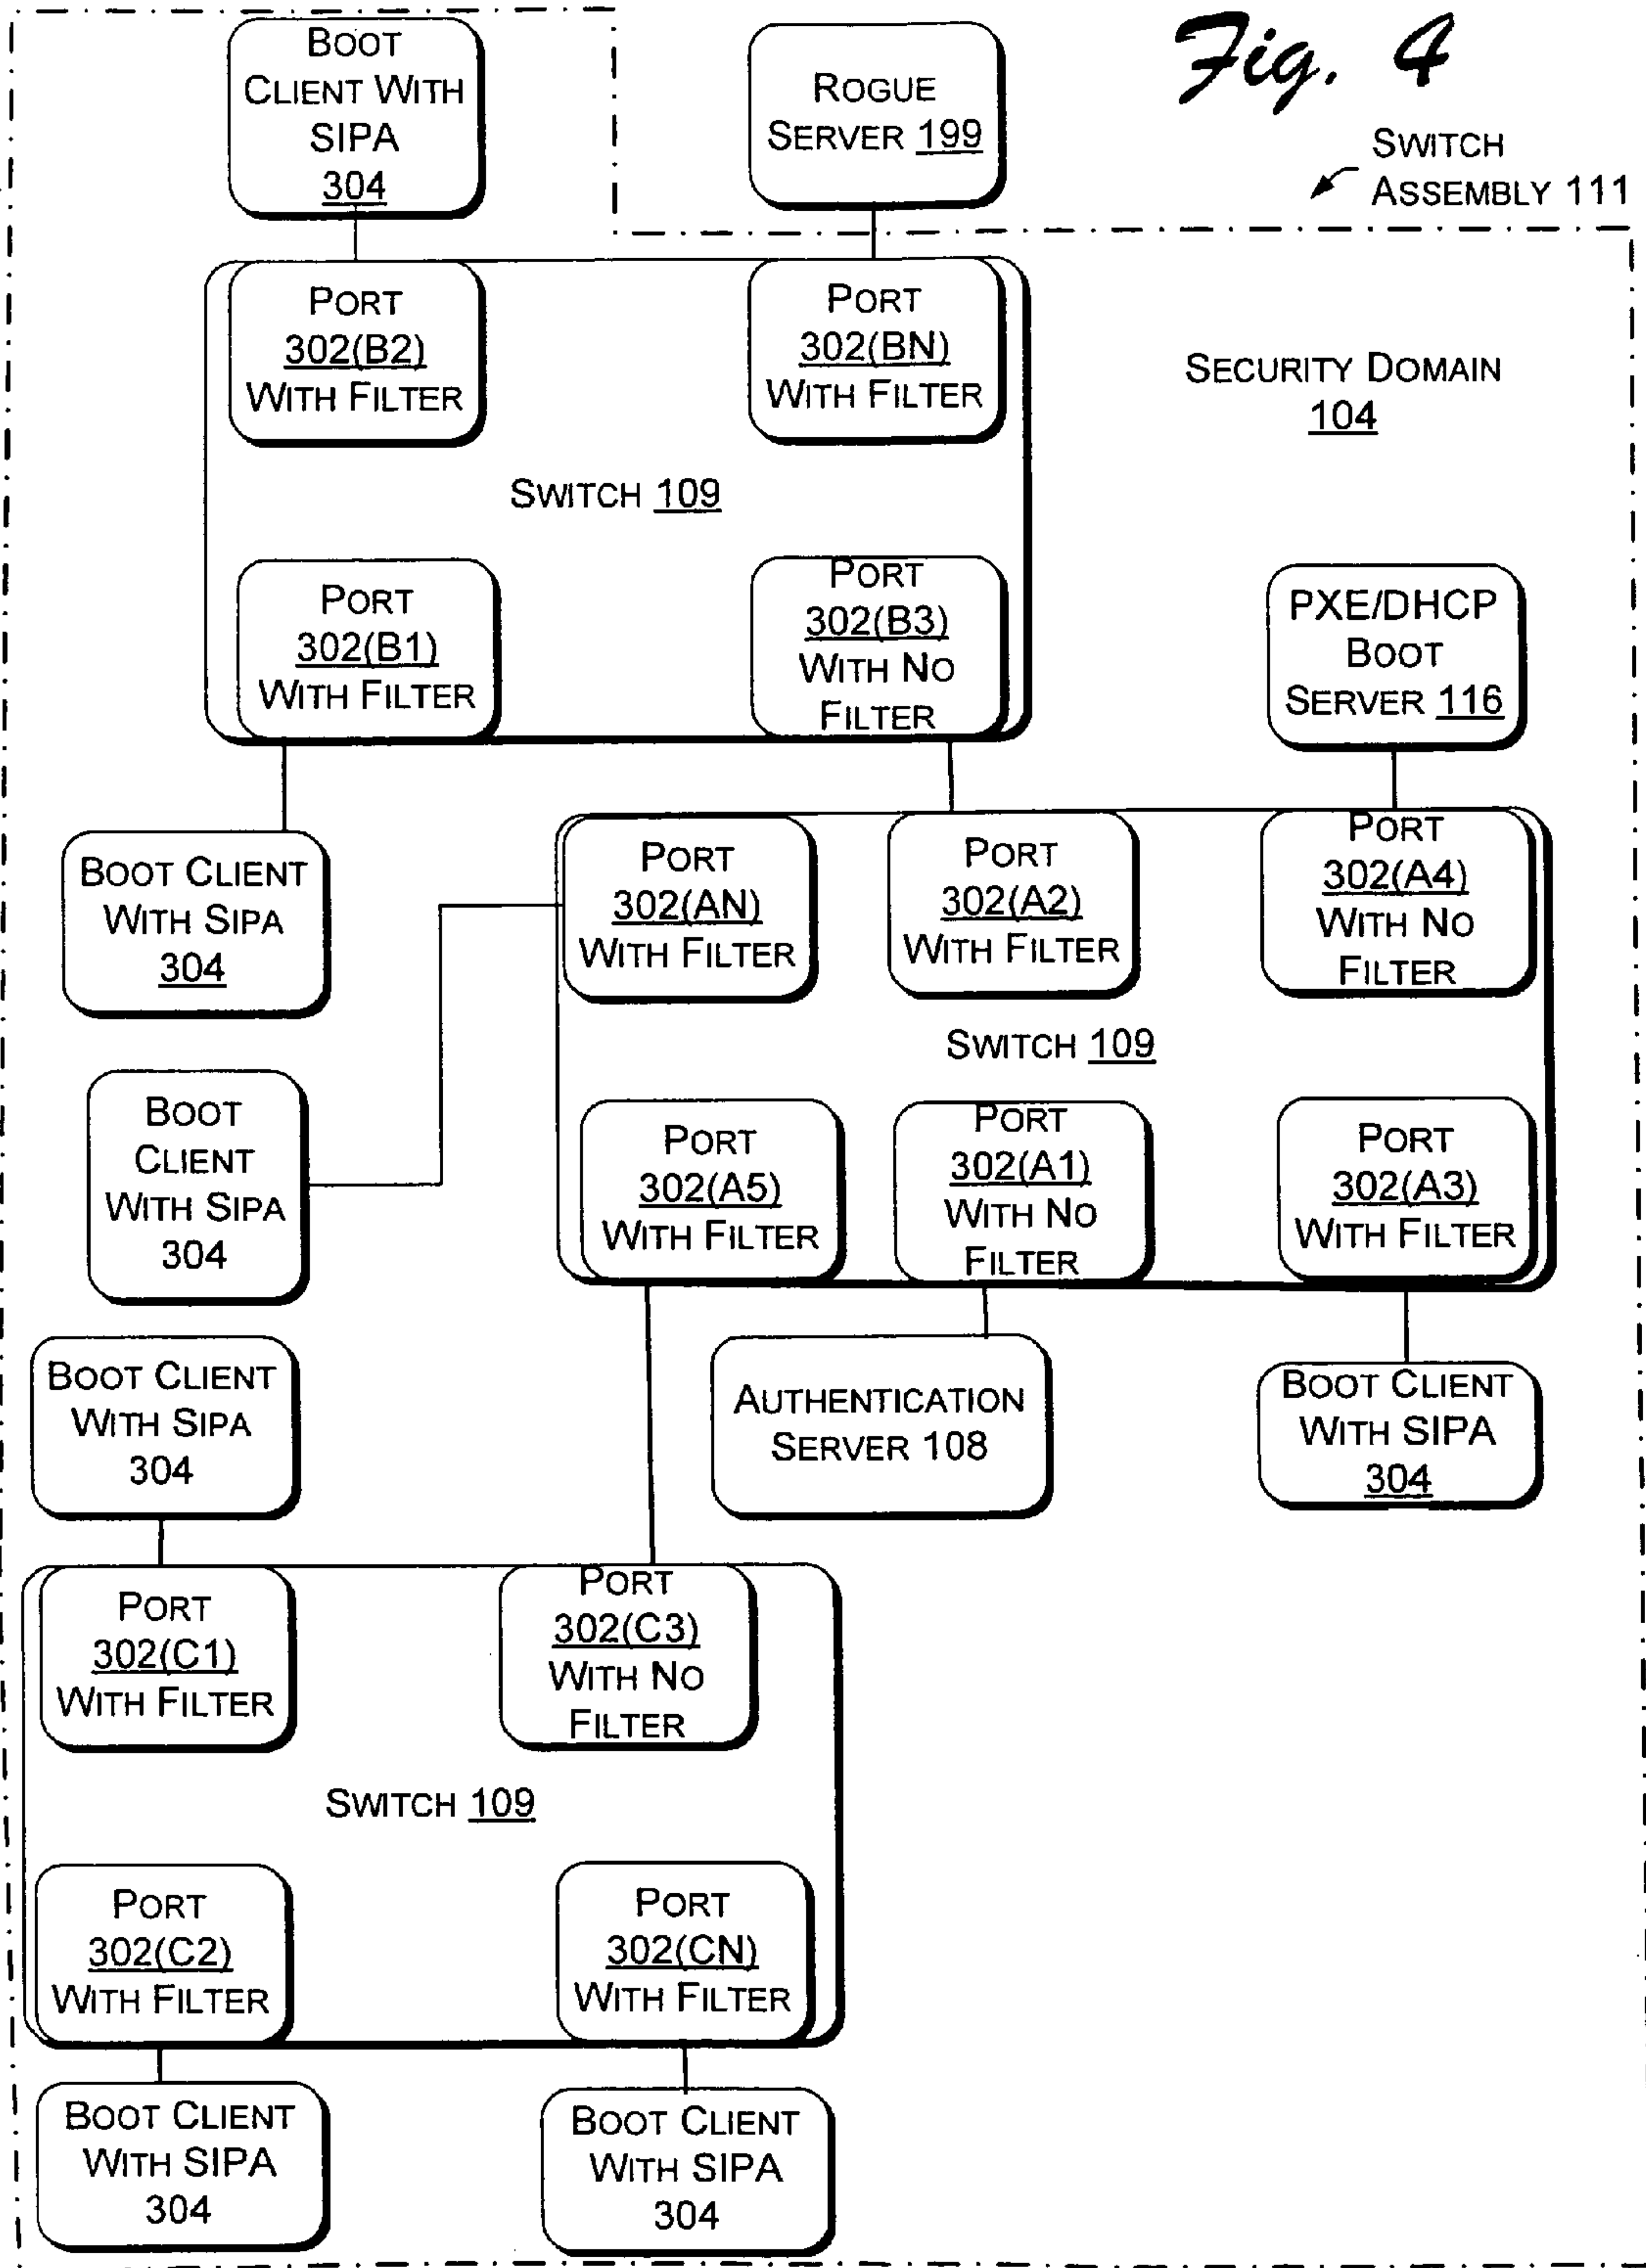 Fig. 4
SWITCH
ASSEMBLY 111
BOOT
CLIENT WITH
SIPA
304
ROGUE
SERVER 199
PORT
302(B2)
WITH FILTER
PORT
302(BN)
WITH FILTER
SECURITY DOMAIN
104
SWITCH 109
PORT
302(B1)
WITH FILTER
PORT
302(B3)
WITH NO
FILTER
PXE/DHCP
BOOT
SERVER 116
BOOT CLIENT
WITH SIPA
304
PORT
302(AN)
WITH FILTER
PORT
302(A2)
WITH FILTER
PORT
302(A4)
WITH NO
FILTER
SWITCH 109
BOOT
CLIENT
WITH SIPA
304
PORT
302(A5)
WITH FILTER
PORT
302(A1)
WITH NO
FILTER
PORT
302(A3)
WITH FILTER
BOOT CLIENT
WITH SIPA
304
AUTHENTICATION
SERVER 108
BOOT CLIENT
WITH SIPA
304
PORT
302(C1)
WITH FILTER
PORT
302(C3)
WITH NO
FILTER
SWITCH 109
PORT
302(C2)
WITH FILTER
PORT
302(CN)
WITH FILTER
BOOT CLIENT
WITH SIPA
304
BOOT CLIENT
WITH SIPA
304